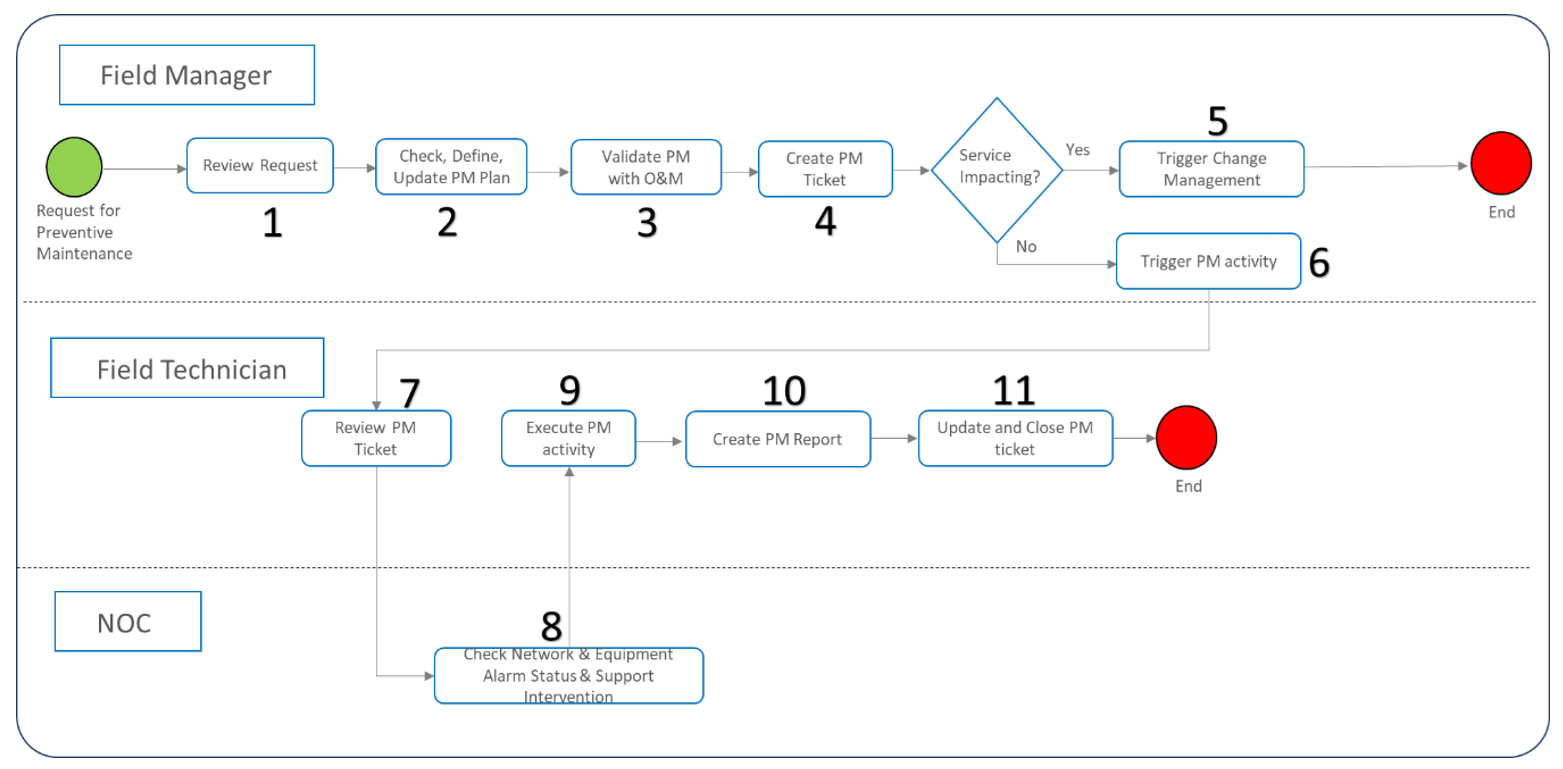 Field Manager
Request for
Preventive
Maintenance
Review Request
1
Check, Define,
Update PM Plan
2
Validate PM
with O&M
3
Create PM
Ticket
4
Service
Impacting?
Yes
No
5
Trigger Change
Management
End
Trigger PM activity
6
Field Technician
7
Review PM
Ticket
9
Execute PM
activity
10
Create PM Report
11
Update and Close PM
ticket
End
NOC
8
Check Network & Equipment
Alarm Status & Support
Intervention